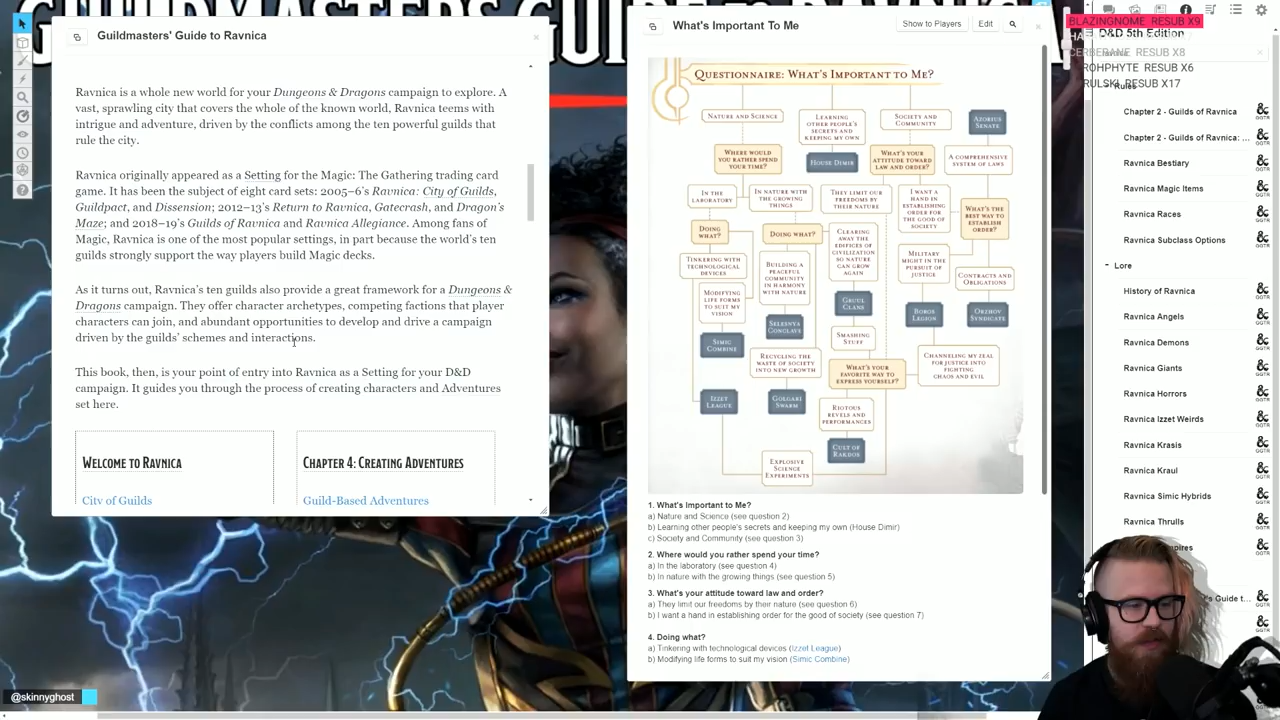 GUILDMASTERS' GUIDE TO RAVNICA
Guildmasters' Guide to Ravnica
Ravnica is a whole new world for your Dungeons & Dragons campaign to explore. A
vast, sprawling city that covers the whole of the known world, Ravnica teems with
intrigue and adventure, driven by the conflicts among the ten powerful guilds that
rule the city.
Ravnica originally appeared as a Setting for the Magic: The Gathering trading card
game. It has been the subject of eight card sets: 2005–6's Ravnica: City of Guilds,
Guildpact, and Dissension; 2012–13's Return to Ravnica, Gatecrash, and Dragon's
Maze; and 2018–19's Guilds of Ravnica and Ravnica Allegiance. Among fans of
Magic, Ravnica is one of the most popular settings, in part because the world's ten
guilds strongly support the way players build Magic decks.
As it turns out, Ravnica's ten guilds also provide a great framework for a Dungeons &
Dragons campaign. They offer character archetypes, competing factions that player
characters can join, and abundant opportunities to develop and drive a campaign
driven by the guilds' schemes and interactions.
This book, then, is your point of entry into Ravnica as a Setting for your D&D
campaign. It guides you through the process of creating characters and Adventures
set here.
WELCOME TO RAVNICA
City of Guilds
CHAPTER 4: CREATING ADVENTURES
Guild-Based Adventures
What's Important To Me
Show to Players
Edit
QUESTIONNAIRE: WHAT'S IMPORTANT TO ME?
NATURE AND SCIENCE
LEARNING
OTHER PEOPLE'S
SECRETS AND
KEEPING MY OWN
SOCIETY AND
COMMUNITY
AZORIUS
SENATE
WHERE WOULD
YOU RATHER SPEND
YOUR TIME?
HOUSE DIMIR
WHAT'S YOUR
ATTITUDE TOWARD
LAW AND ORDER?
A COMPREHENSIVE
SYSTEM OF LAWS
IN THE
LABORATORY
IN NATURE WITH
THE GROWING
THINGS
THEY LIMIT OUR
FREEDOMS BY
THEIR NATURE
I WANT A
HAND IN
ESTABLISHING
ORDER FOR
THE GOOD OF
SOCIETY
WHAT'S THE
BEST WAY TO
ESTABLISH
ORDER?
DOING
WHAT?
DOING WHAT?
CLEARING
AWAY THE
EDIFICES OF
CIVILIZATION
SO NATURE
CAN GROW
AGAIN
TINKERING WITH
TECHNOLOGICAL
DEVICES
BUILDING A
PEACEFUL
COMMUNITY
IN HARMONY
WITH NATURE
MILITARY
MIGHT IN THE
PURSUIT OF
JUSTICE
CONTRACTS AND
OBLIGATIONS
MODIFYING
LIFE FORMS
TO SUIT MY
VISION
GRUUL
CLANS
BOROS
LEGION
ORZHOV
SYNDICATE
SELESNYA
CONCLAVE
SIMIC
COMBINE
SMASHING
STUFF
RECYCLING THE
WASTE OF SOCIETY
INTO NEW GROWTH
WHAT'S YOUR
FAVORITE WAY TO
EXPRESS YOURSELF?
CHANNELING MY ZEAL
FOR JUSTICE INTO
FIGHTING
CHAOS AND EVIL
IZZET
LEAGUE
GOLGARI
SWARM
RIOTOUS
REVELS AND
PERFORMANCES
CULT OF
RAKDOS
EXPLOSIVE
SCIENCE
EXPERIMENTS
1. What's Important to Me?
a) Nature and Science (see question 2)
b) Learning other people's secrets and keeping my own (House Dimir)
c) Society and Community (see question 3)
2. Where would you rather spend your time?
a) In the laboratory (see question 4)
b) In nature with the growing things (see question 5)
3. What's your attitude toward law and order?
a) They limit our freedoms by their nature (see question 6)
b) I want a hand in establishing order for the good of society (see question 7)
4. Doing what?
a) Tinkering with technological devices (Izzet League)
b) Modifying life forms to suit my vision (Simic Combine)
BLAZINGNOME RESUB X9
D&D 5th Edition
CERBERANE RESUB X8
ROHPHYTE RESUB X6
RULSKI RESUB X17
Rules
Chapter 2 - Guilds of Ravnica
Chapter 2 - Guilds of Ravnica: ...
Ravnica Bestiary
Ravnica Magic Items
Ravnica Races
Ravnica Subclass Options
Lore
History of Ravnica
Ravnica Angels
Ravnica Demons
Ravnica Giants
Ravnica Horrors
Ravnica Izzet Weirds
Ravnica Krasis
Ravnica Kraul
Ravnica Simic Hybrids
Ravnica Thrulls
@skinnyghost